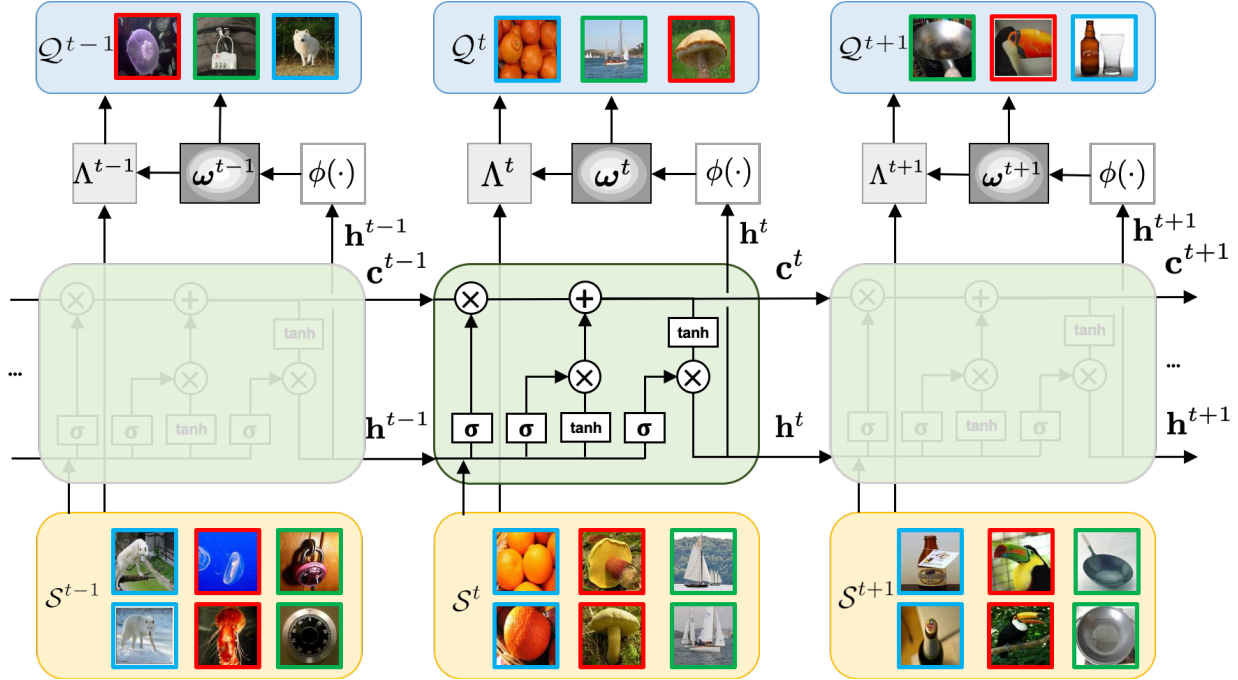 𝒬^{t−1} 𝒬^{t} 𝒬^{t+1}
Λ^{t−1} ω^{t−1} ϕ(·) Λ^{t} ω^{t} ϕ(·) Λ^{t+1} ω^{t+1} ϕ(·)
h^{t−1} h^{t} h^{t+1}
c^{t−1} c^{t} c^{t+1}
tanh tanh tanh
... ...
h^{t−1} h^{t} h^{t+1}
σ σ tanh σ σ σ tanh σ σ σ tanh σ
𝒮^{t−1} 𝒮^{t} 𝒮^{t+1}